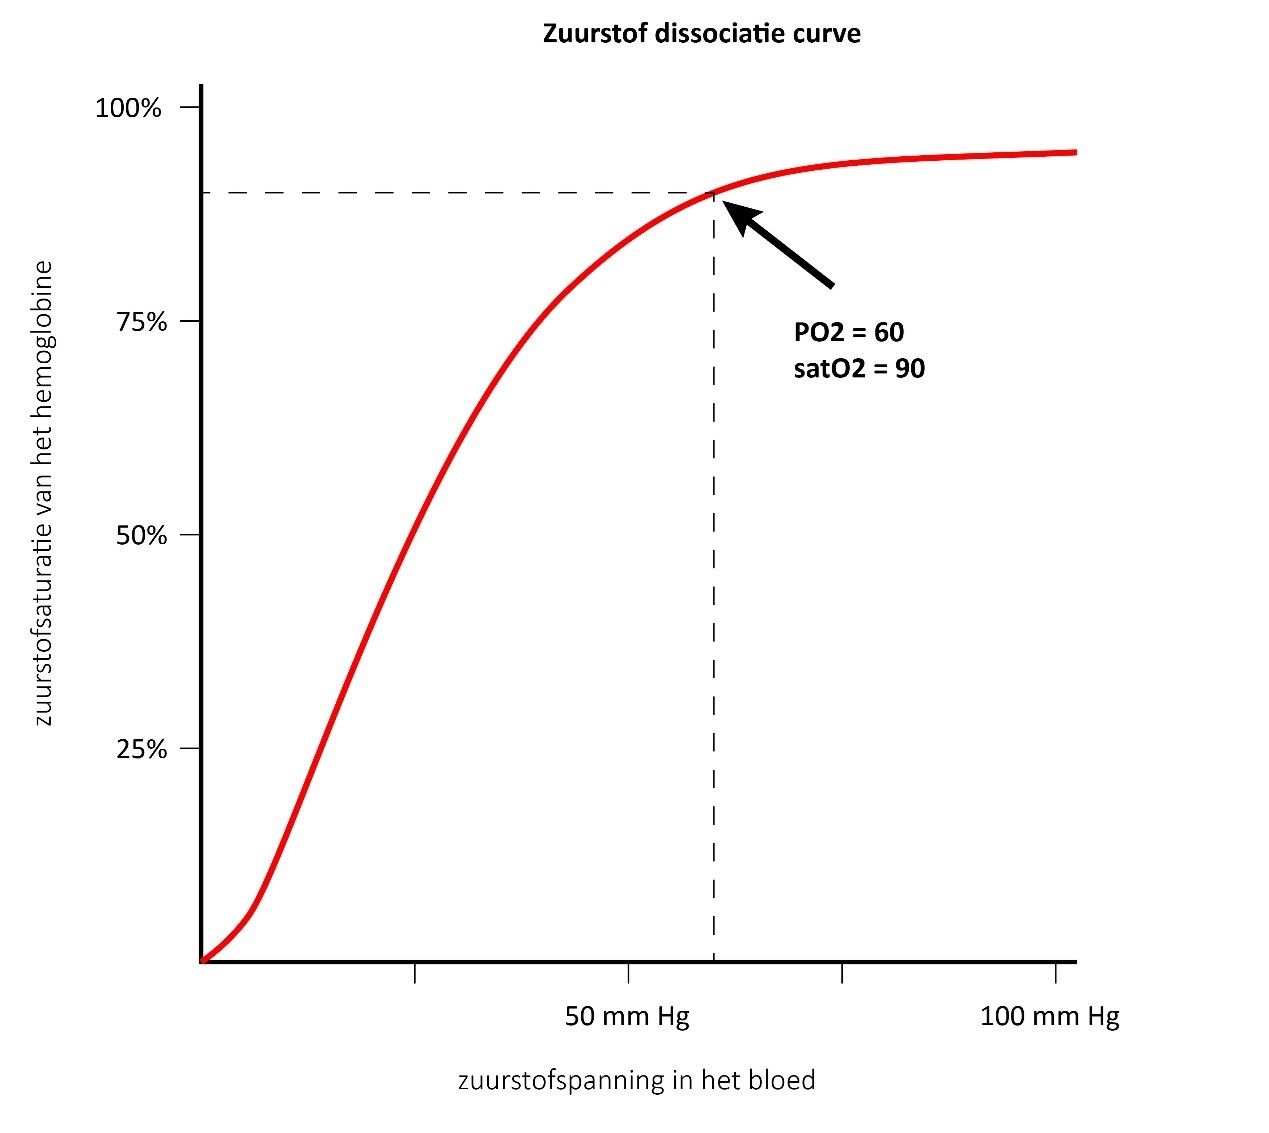 Zuurstof dissociatie curve
100%
75%
50%
25%
zuurstofsaturatie van het hemoglobine
PO2 = 60
satO2 = 90
50 mm Hg
100 mm Hg
zuurstofspanning in het bloed